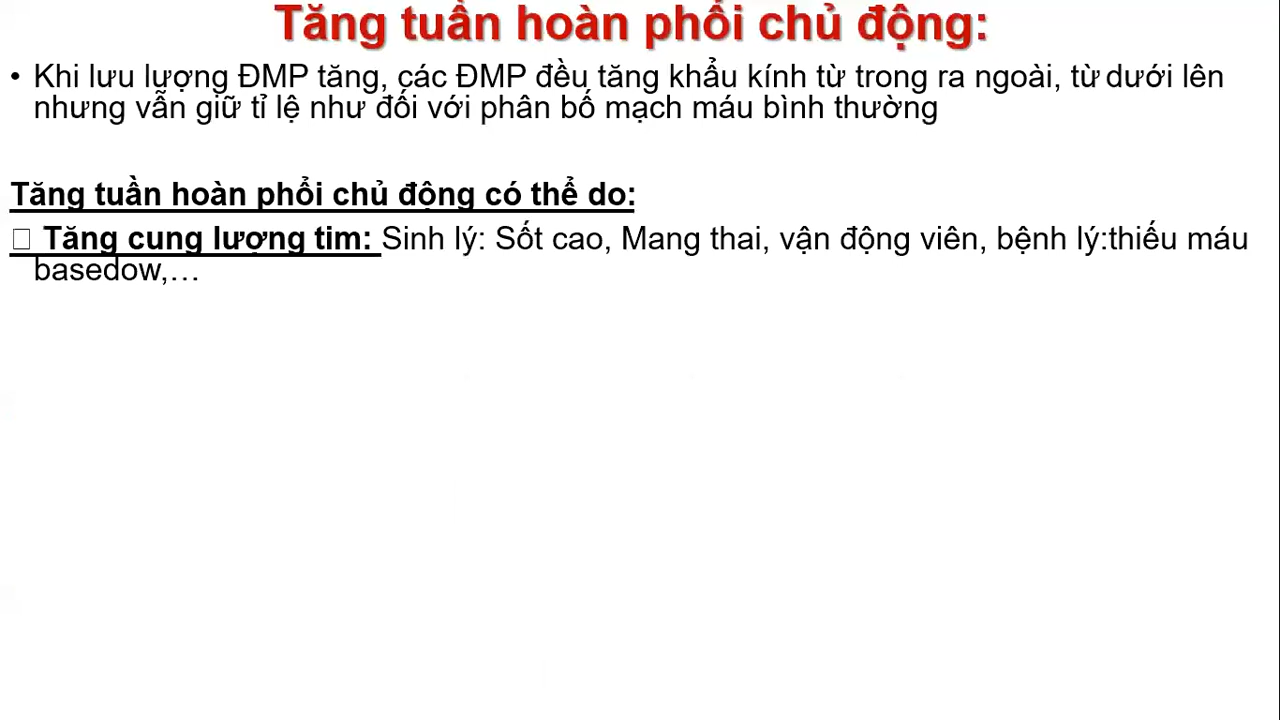 Tăng tuần hoàn phổi chủ động:
• Khi lưu lượng ĐMP tăng, các ĐMP đều tăng khẩu kính từ trong ra ngoài, từ dưới lên
nhưng vẫn giữ tỉ lệ như đối với phân bố mạch máu bình thường
Tăng tuần hoàn phổi chủ động có thể do:
□ Tăng cung lượng tim: Sinh lý: Sốt cao, Mang thai, vận động viên, bệnh lý:thiếu máu
basedow,…